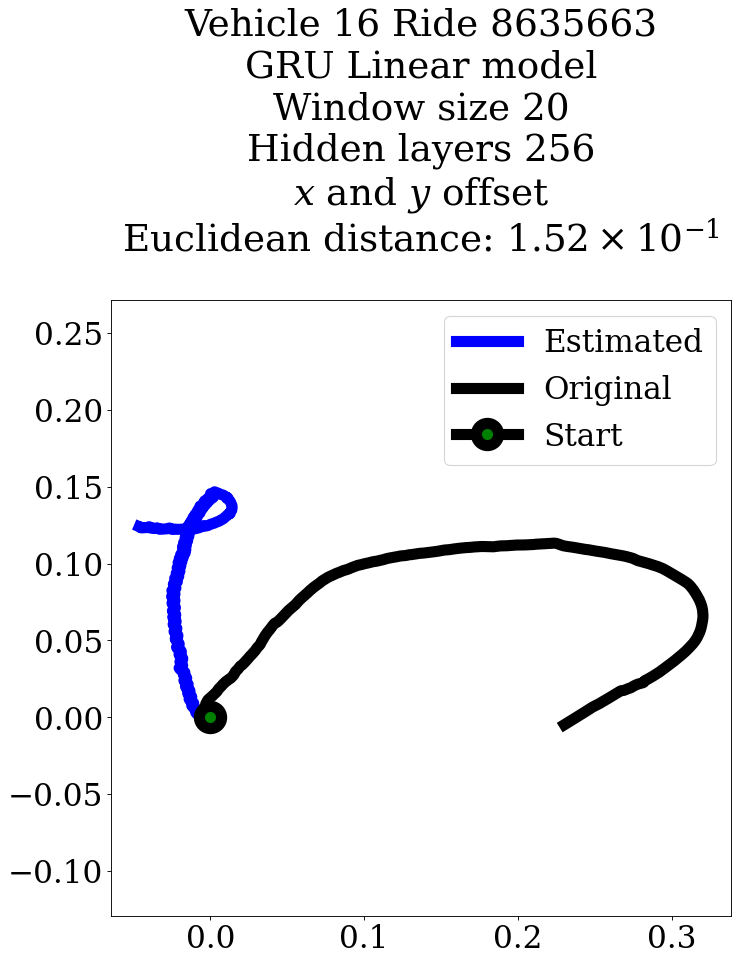 Vehicle 16 Ride 8635663
GRU Linear model
Window size 20
Hidden layers 256
x and y offset
Euclidean distance: 1.52 × 10⁻¹
Estimated
Original
Start
0.25
0.20
0.15
0.10
0.05
0.00
−0.05
−0.10
0.0 0.1 0.2 0.3